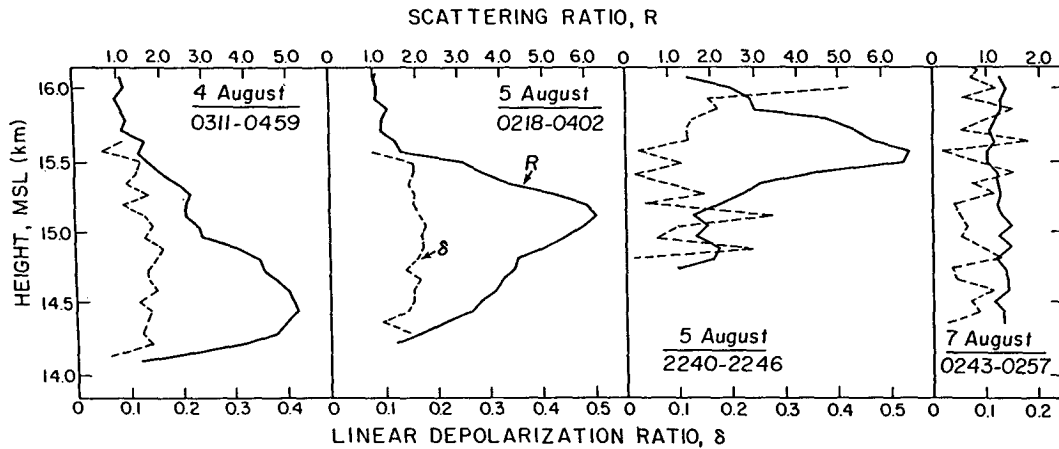 SCATTERING RATIO, R
0 1.0 2.0 3.0 4.0 5.0 0 1.0 2.0 3.0 4.0 5.0 6.0 0 1.0 2.0 3.0 4.0 5.0 6.0 0 1.0 2.0
HEIGHT, MSL (km)
16.0
15.5
15.0
14.5
14.0
4 August
0311-0459
5 August
0218-0402
R
δ
5 August
2240-2246
7 August
0243-0257
0 0.1 0.2 0.3 0.4 0 0.1 0.2 0.3 0.4 0.5 0 0.1 0.2 0.3 0.4 0.5 0 0.1 0.2
LINEAR DEPOLARIZATION RATIO, δ